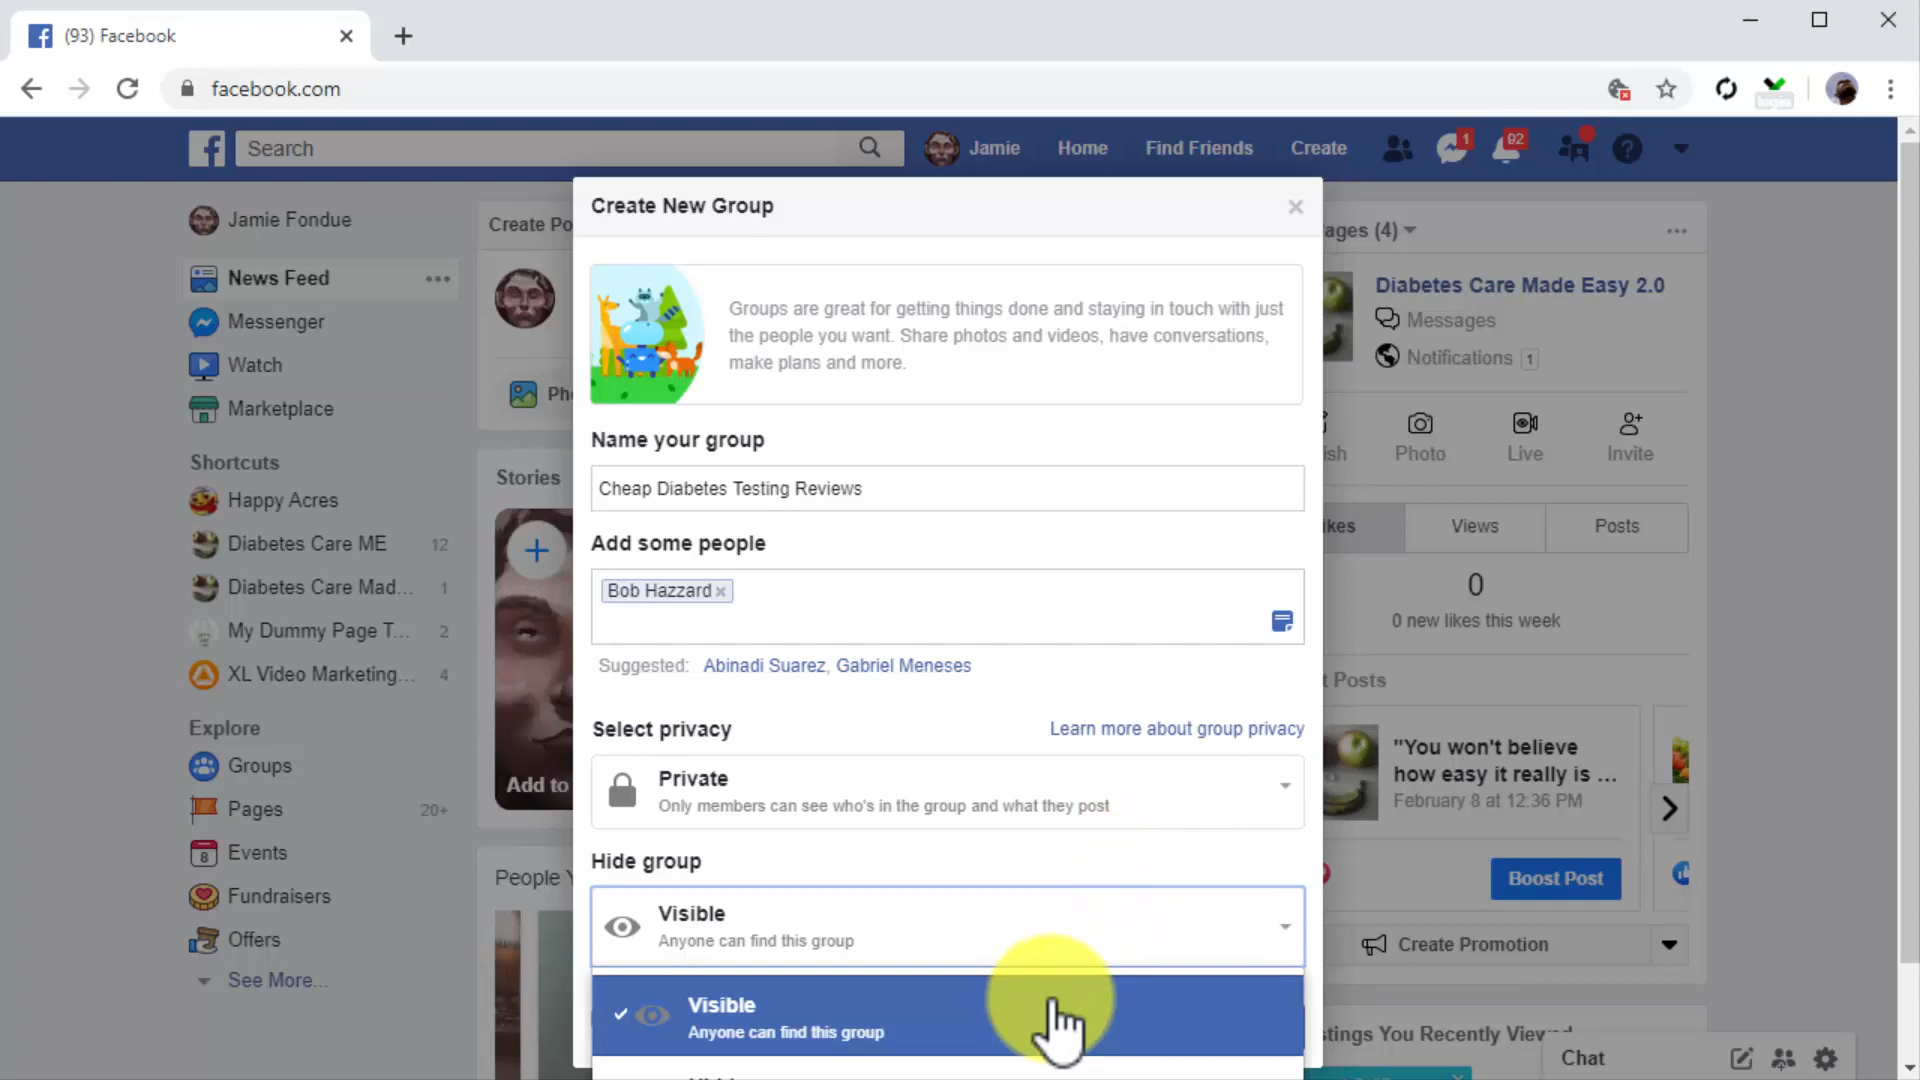 (93) Facebook
facebook.com
login
Search
Jamie
Home
Find Friends
Create
1
92
Jamie Fondue
News Feed
Messenger
Watch
Marketplace
Shortcuts
Happy Acres
Diabetes Care ME 12
Diabetes Care Mad... 1
My Dummy Page T... 2
XL Video Marketing... 4
Explore
Groups
Pages 20+
8
Events
Fundraisers
Offers
See More...
Create Po
Ph
Stories
Add to
People Y
Create New Group
Groups are great for getting things done and staying in touch with just
the people you want. Share photos and videos, have conversations,
make plans and more.
Name your group
Cheap Diabetes Testing Reviews
Add some people
Bob Hazzard
Suggested: Abinadi Suarez, Gabriel Meneses
Select privacy
Learn more about group privacy
Private
Only members can see who's in the group and what they post
Hide group
Visible
Anyone can find this group
Visible
Anyone can find this group
ages (4)
Diabetes Care Made Easy 2.0
Messages
Notifications 1
ish
Photo
Live
Invite
ikes
Views
Posts
0
0 new likes this week
t Posts
"You won't believe
how easy it really is ...
February 8 at 12:36 PM
Boost Post
Create Promotion
stings You Recently View
Chat